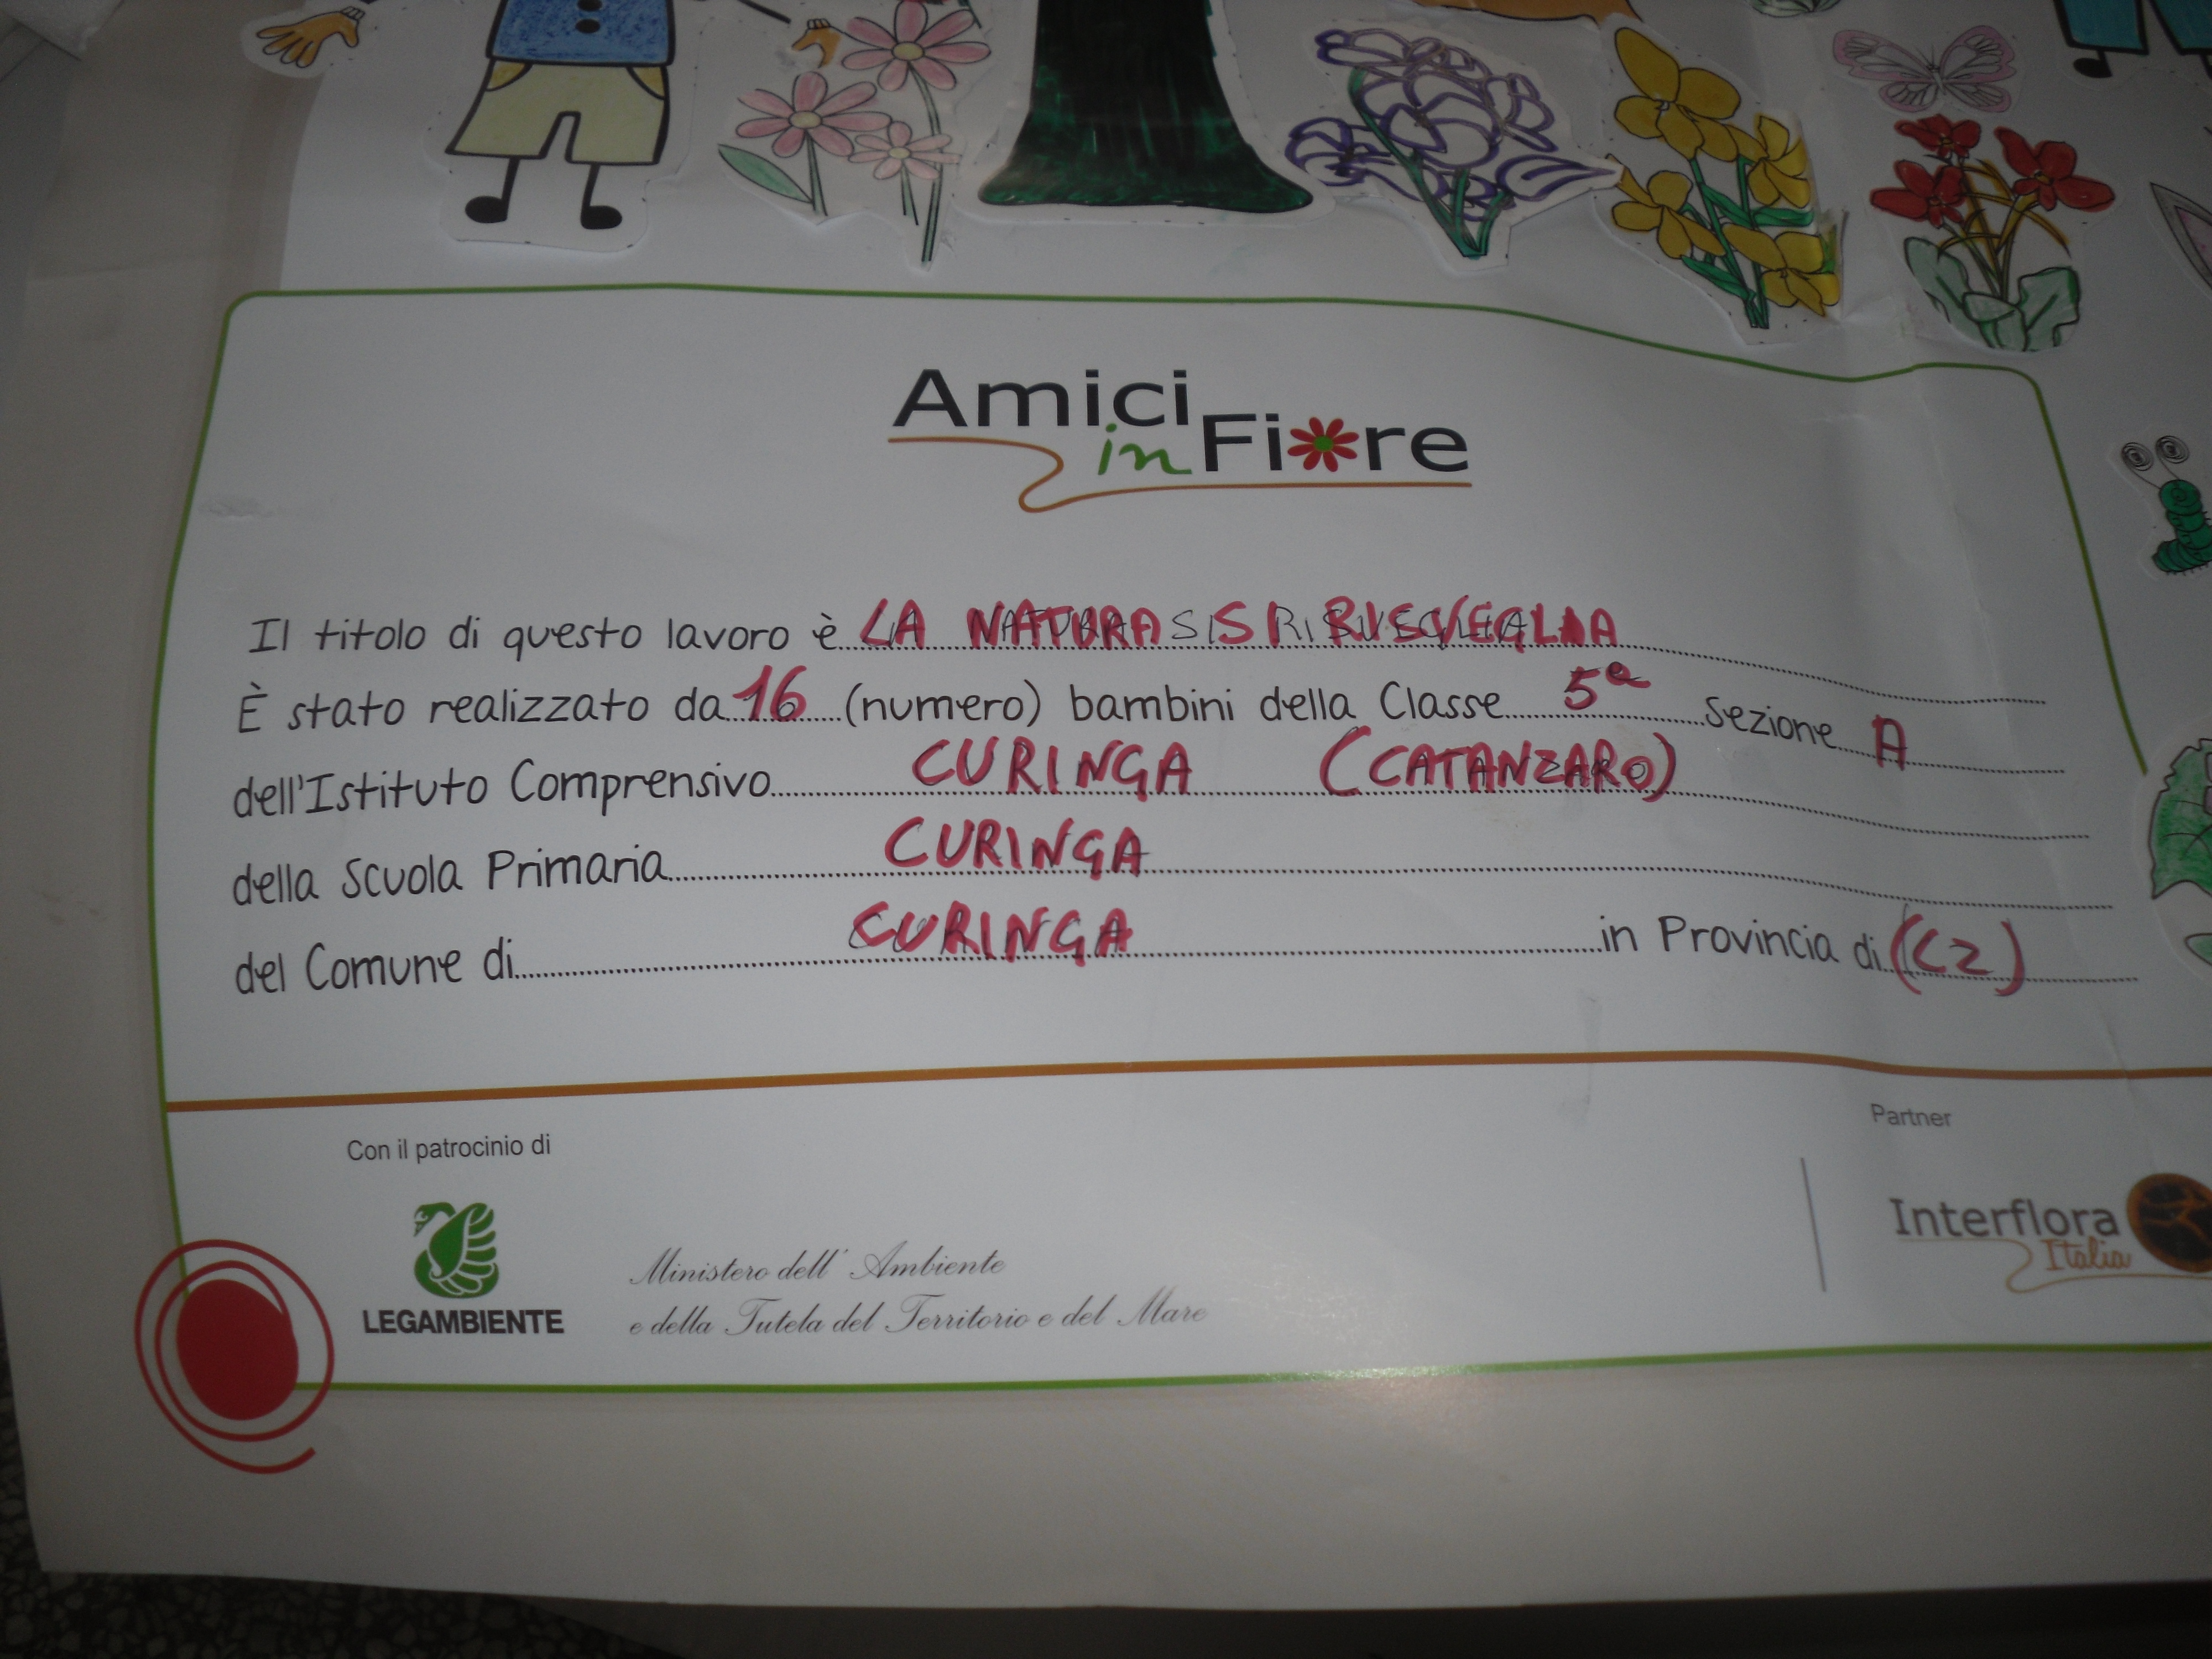 Amici
in Fiore
Il titolo di questo lavoro è LA NATURA SI RISVEGLIA
È stato realizzato da 16 (numero) bambini della Classe 5ª Sezione A
dell'Istituto Comprensivo CURINGA (CATANZARO)
della Scuola Primaria CURINGA
del Comune di CURINGA in Provincia di (CZ)
Con il patrocinio di
LEGAMBIENTE
Ministero dell' Ambiente
e della Tutela del Territorio e del Mare
Partner
Interflora
Italia